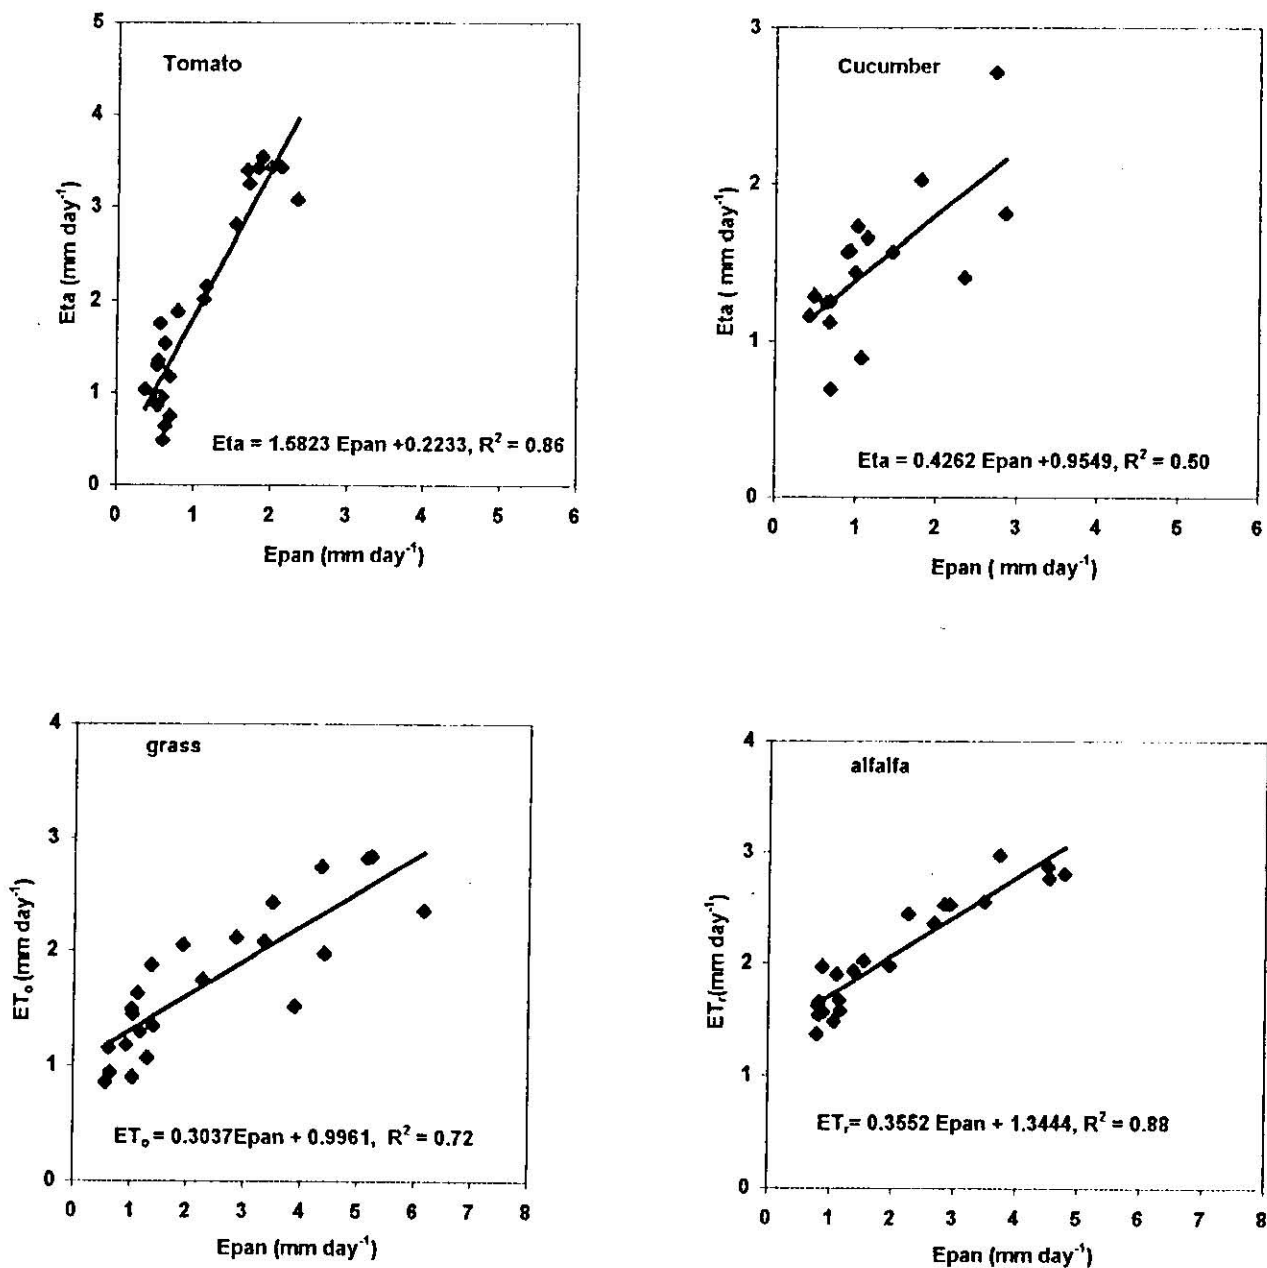 Tomato
5
4
3
2
1
0
Eta (mm day⁻¹)
Eta = 1.5823 Epan +0.2233, R² = 0.86
0 1 2 3 4 5 6
Epan (mm day⁻¹)
Cucumber
3
2
1
0
Eta ( mm day⁻¹)
Eta = 0.4262 Epan +0.9549, R² = 0.50
0 1 2 3 4 5 6
Epan ( mm day⁻¹)
grass
4
3
2
1
0
ETₒ (mm day⁻¹)
ETₒ = 0.3037Epan + 0.9961, R² = 0.72
0 1 2 3 4 5 6 7 8
Epan (mm day⁻¹)
alfalfa
4
3
2
1
0
ETᵣ(mm day⁻¹)
ETᵣ= 0.3552 Epan + 1.3444, R² = 0.88
0 1 2 3 4 5 6 7 8
Epan (mm day⁻¹)